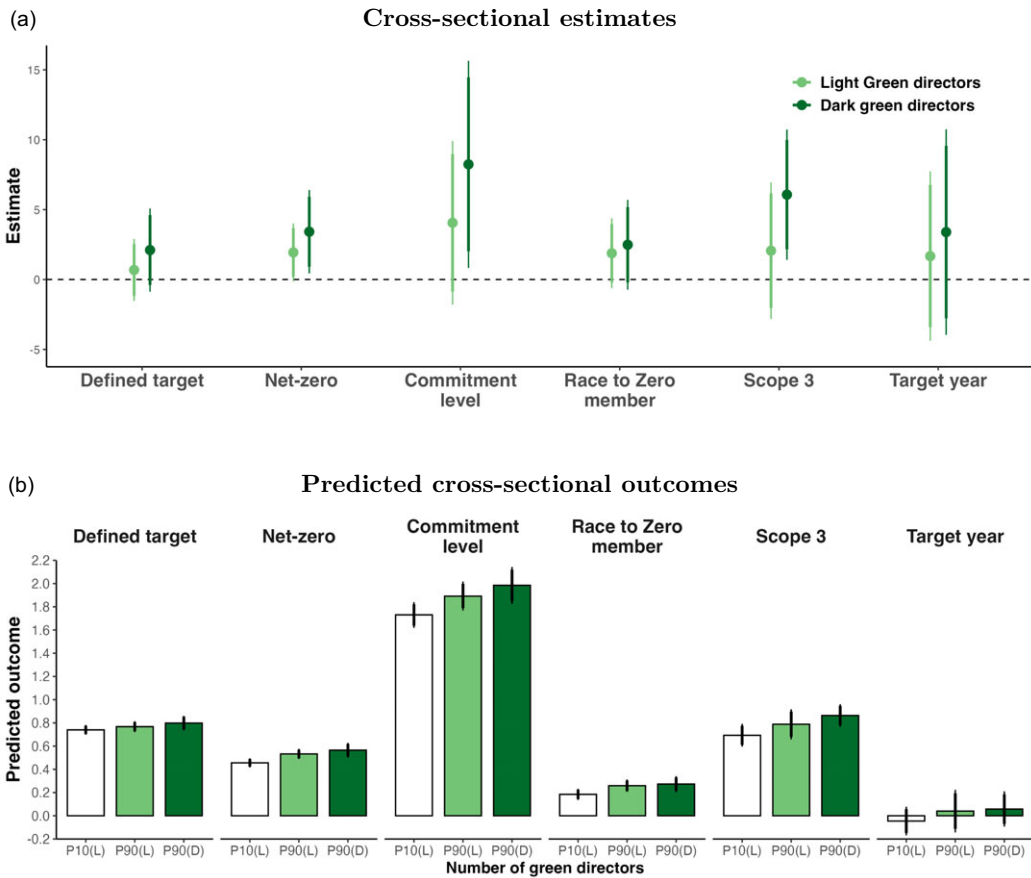 (a)
Cross-sectional estimates
15
10
5
0
-5
Estimate
Light Green directors
Dark green directors
Defined target
Net-zero
Commitment
level
Race to Zero
member
Scope 3
Target year
(b)
Predicted cross-sectional outcomes
Defined target
Net-zero
Commitment
level
Race to Zero
member
Scope 3
Target year
2.2
2.0
1.8
1.6
1.4
1.2
1.0
0.8
0.6
0.4
0.2
0.0
-0.2
Predicted outcome
P10(L) P90(L) P90(D) P10(L) P90(L) P90(D) P10(L) P90(L) P90(D) P10(L) P90(L) P90(D) P10(L) P90(L) P90(D) P10(L) P90(L) P90(D)
Number of green directors